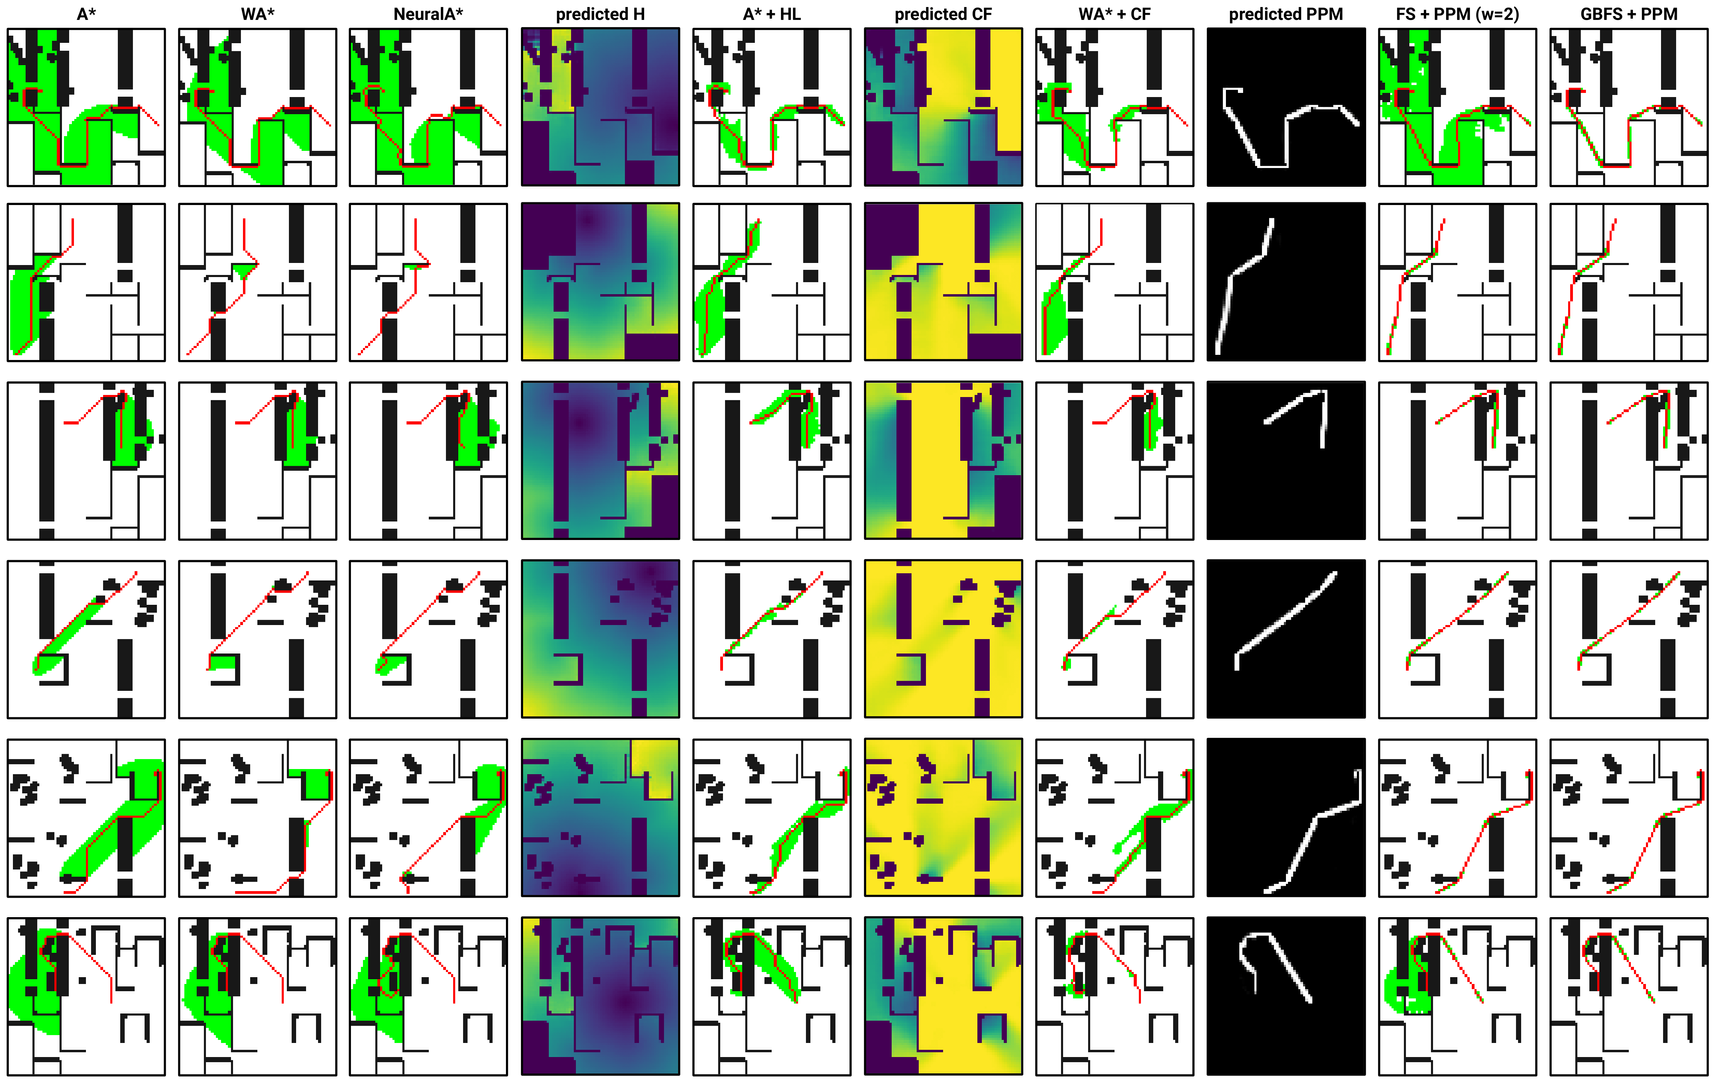 A* WA* NeuralA* predicted H A* + HL predicted CF WA* + CF predicted PPM FS + PPM (w=2) GBFS + PPM